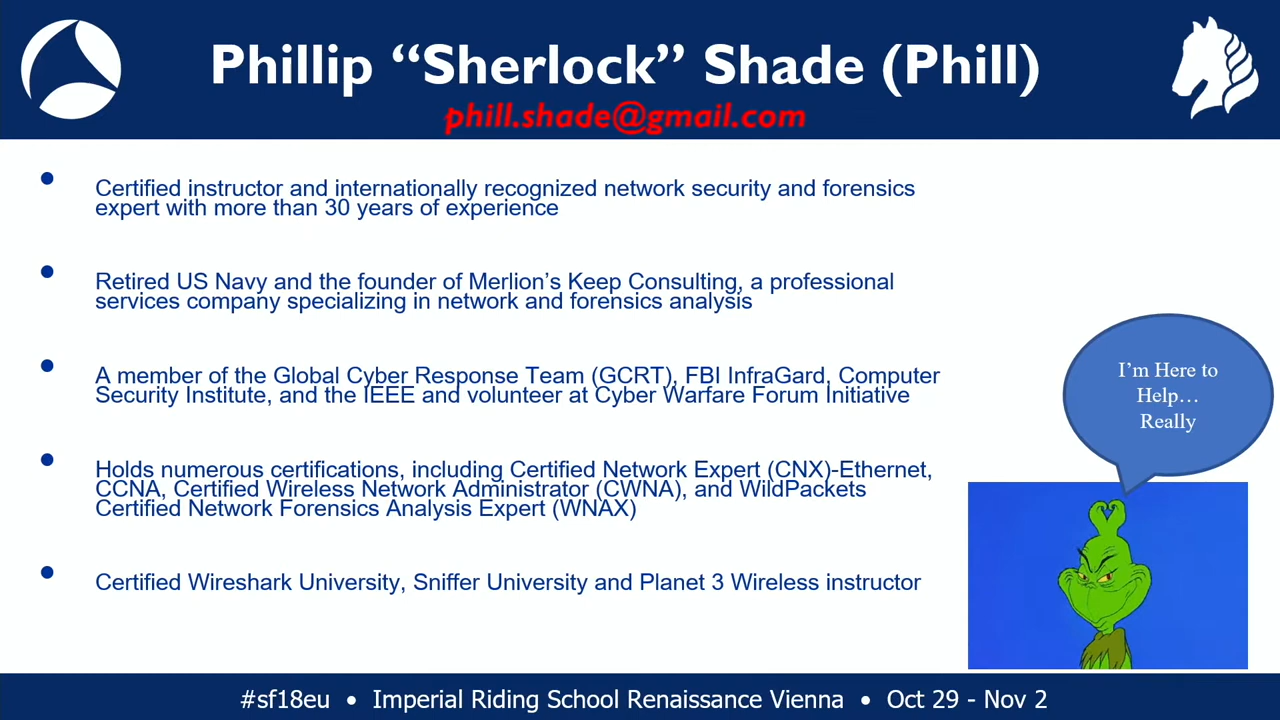 Phillip “Sherlock” Shade (Phill)
phill.shade@gmail.com
• Certified instructor and internationally recognized network security and forensics
expert with more than 30 years of experience
• Retired US Navy and the founder of Merlion’s Keep Consulting, a professional
services company specializing in network and forensics analysis
• A member of the Global Cyber Response Team (GCRT), FBI InfraGard, Computer
Security Institute, and the IEEE and volunteer at Cyber Warfare Forum Initiative
• Holds numerous certifications, including Certified Network Expert (CNX)-Ethernet,
CCNA, Certified Wireless Network Administrator (CWNA), and WildPackets
Certified Network Forensics Analysis Expert (WNAX)
• Certified Wireshark University, Sniffer University and Planet 3 Wireless instructor
I’m Here to
Help…
Really
#sf18eu • Imperial Riding School Renaissance Vienna • Oct 29 - Nov 2